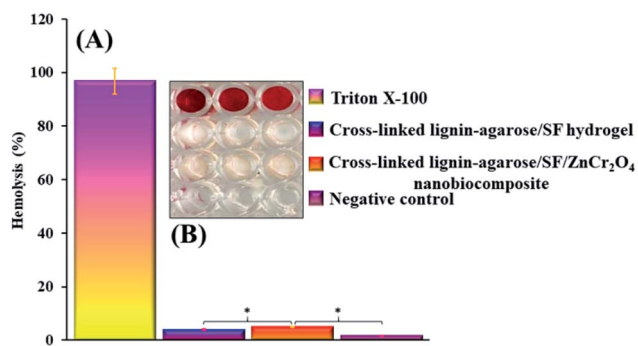 (A)
120
100
80
60
40
20
0
Hemolysis (%)
Triton X-100
Cross-linked lignin-agarose/SF hydrogel
Cross-linked lignin-agarose/SF/ZnCr₂O₄
nanobiocomposite
Negative control
(B)
*
*